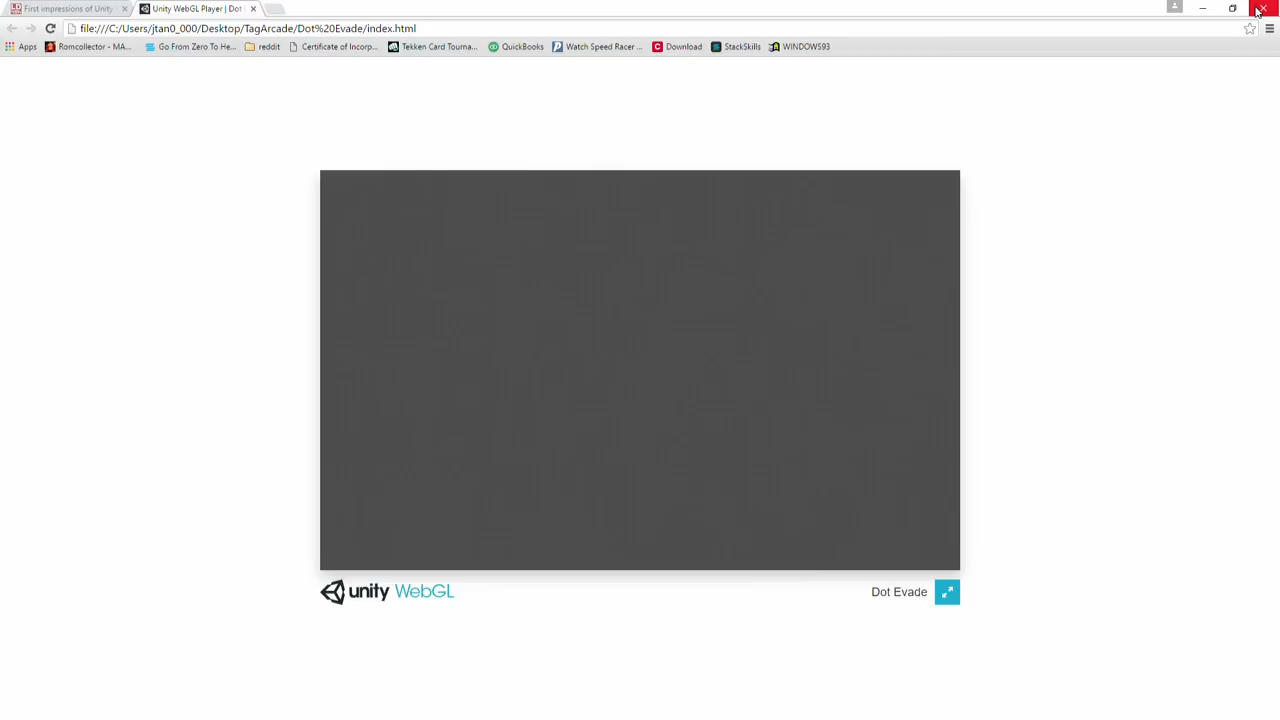 First impressions of Unity
Unity WebGL Player | Dot
file:///C:/Users/jtan0_000/Desktop/TagArcade/Dot%20Evade/index.html
Apps
Romcollector - MA...
Go From Zero To He...
reddit
Certificate of Incorp...
Tekken Card Tourna...
QuickBooks
Watch Speed Racer ...
Download
StackSkills
WINDOWS93
unity WebGL
Dot Evade